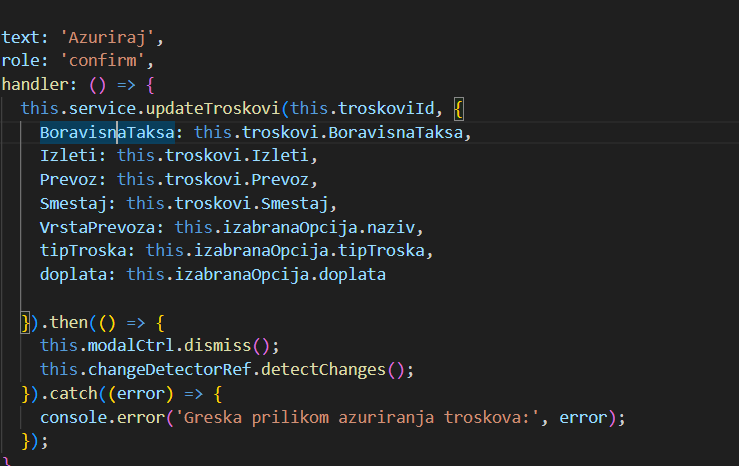 text: 'Azuriraj',
role: 'confirm',
handler: () => {
this.service.updateTroskovi(this.troskoviId, {
BoravisnaTaksa: this.troskovi.BoravisnaTaksa,
Izleti: this.troskovi.Izleti,
Prevoz: this.troskovi.Prevoz,
Smestaj: this.troskovi.Smestaj,
VrstaPrevoza: this.izabranaOpcija.naziv,
tipTroska: this.izabranaOpcija.tipTroska,
doplata: this.izabranaOpcija.doplata
}).then(() => {
this.modalCtrl.dismiss();
this.changeDetectorRef.detectChanges();
}).catch((error) => {
console.error('Greska prilikom azuriranja troskova:', error);
});
}